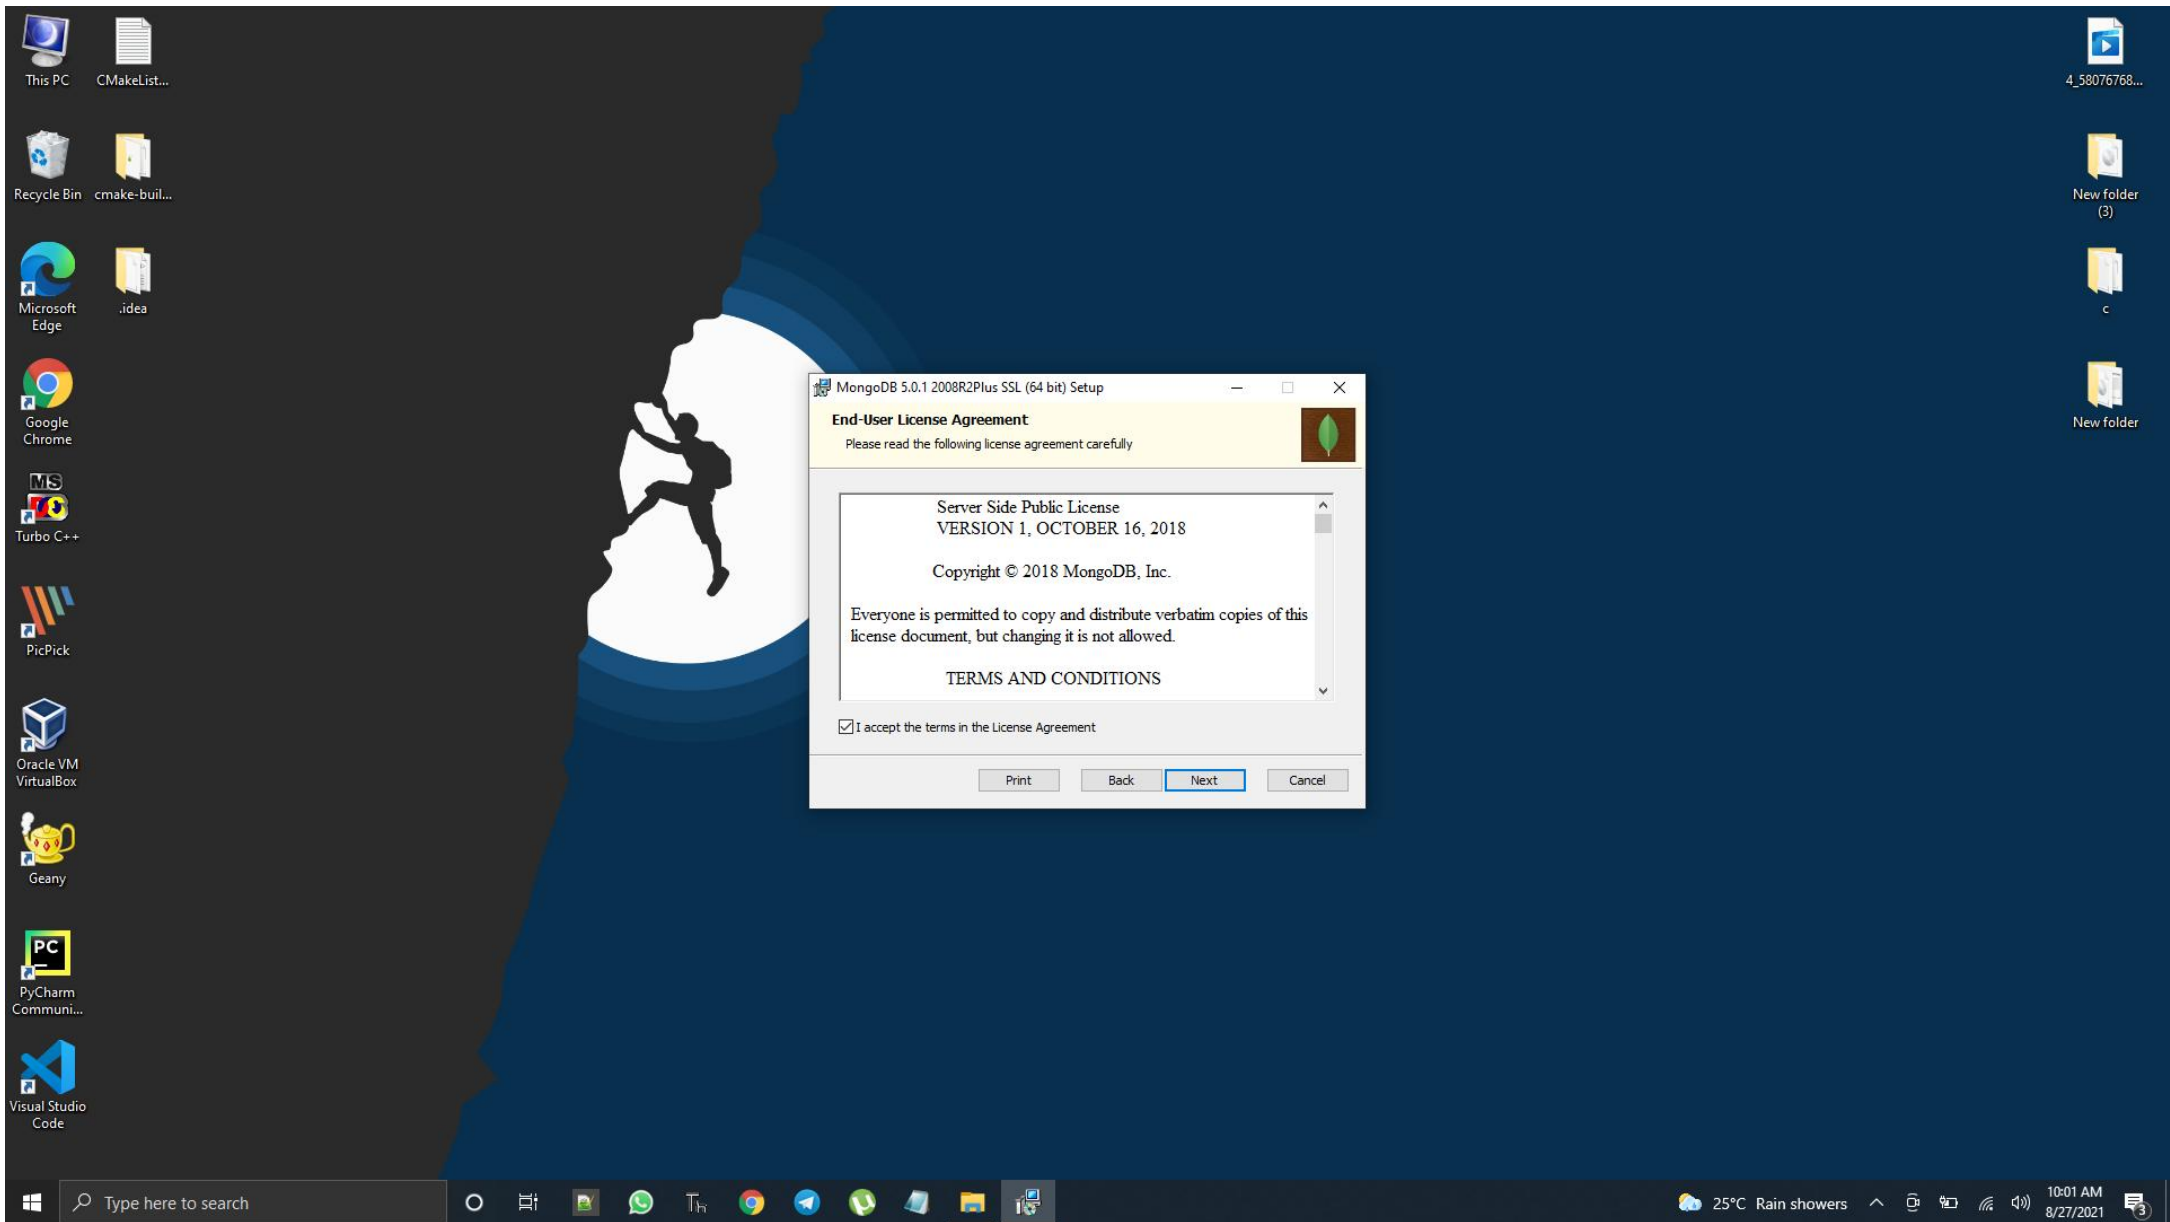 This PC
CMakeList...
Recycle Bin
cmake-buil...
Microsoft
Edge
.idea
Google
Chrome
MS
Turbo C++
PicPick
Oracle VM
VirtualBox
Geany
PC
PyCharm
Communi...
Visual Studio
Code
MongoDB 5.0.1 2008R2Plus SSL (64 bit) Setup
End-User License Agreement
Please read the following license agreement carefully
Server Side Public License
VERSION 1, OCTOBER 16, 2018
Copyright © 2018 MongoDB, Inc.
Everyone is permitted to copy and distribute verbatim copies of this
license document, but changing it is not allowed.
TERMS AND CONDITIONS
I accept the terms in the License Agreement
Print
Back
Next
Cancel
4_58076768...
New folder
(3)
c
New folder
Type here to search
Th
25°C Rain showers
10:01 AM
8/27/2021
3